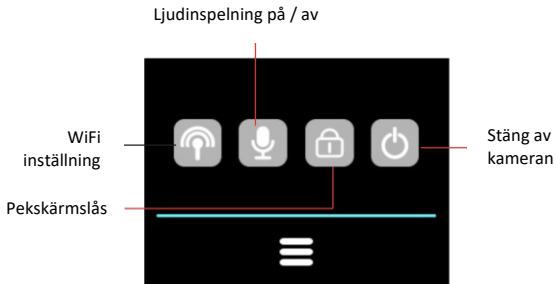 Ljudinspelning på / av
WiFi
inställning
Stäng av
kameran
Pekskärmslås